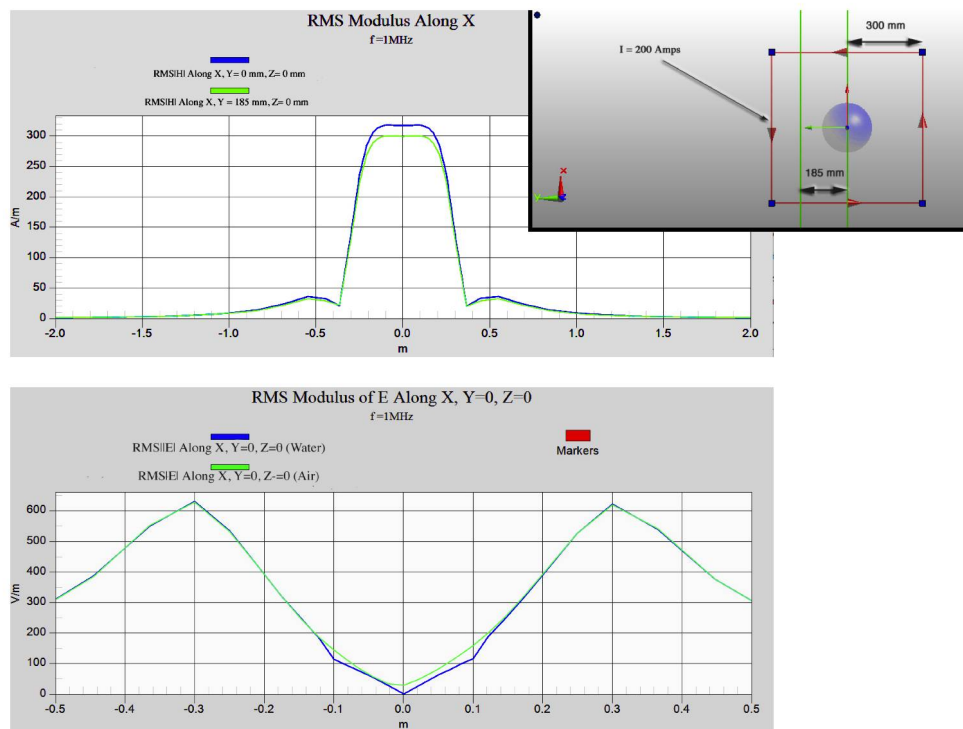 RMS Modulus Along X
f=1MHz
RMS|H| Along X, Y=0 mm, Z= 0 mm
RMS|H| Along X, Y = 185 mm, Z= 0 mm
300
250
200
150
100
50
0
A/m
-2.0 -1.5 -1.0 -0.5 0.0 0.5 1.0 1.5 2.0
m
300 mm
I = 200 Amps
185 mm
X
Y
Z
RMS Modulus of E Along X, Y=0, Z=0
f=1MHz
RMS||E| Along X, Y=0, Z=0 (Water)
Markers
RMS|E| Along X, Y=0, Z-=0 (Air)
600
500
400
300
200
100
0
V/m
-0.5 -0.4 -0.3 -0.2 -0.1 0.0 0.1 0.2 0.3 0.4 0.5
m